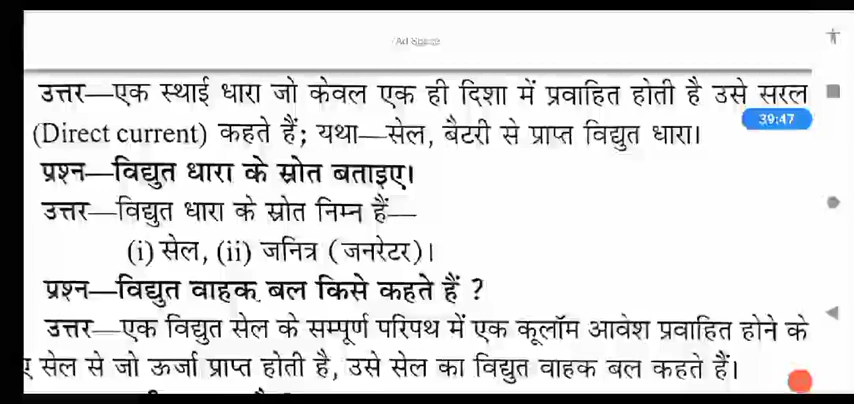 Ad Space
उत्तर—एक स्थाई धारा जो केवल एक ही दिशा में प्रवाहित होती है उसे सरल
39:47
(Direct current) कहते हैं; यथा—सेल, बैटरी से प्राप्त विद्युत धारा।
प्रश्न—विद्युत धारा के स्रोत बताइए।
उत्तर—विद्युत धारा के स्रोत निम्न हैं—
(i) सेल, (ii) जनित्र (जनरेटर)।
प्रश्न—विद्युत वाहक बल किसे कहते हैं ?
उत्तर—एक विद्युत सेल के सम्पूर्ण परिपथ में एक कूलॉम आवेश प्रवाहित होने के
सेल से जो ऊर्जा प्राप्त होती है, उसे सेल का विद्युत वाहक बल कहते हैं।